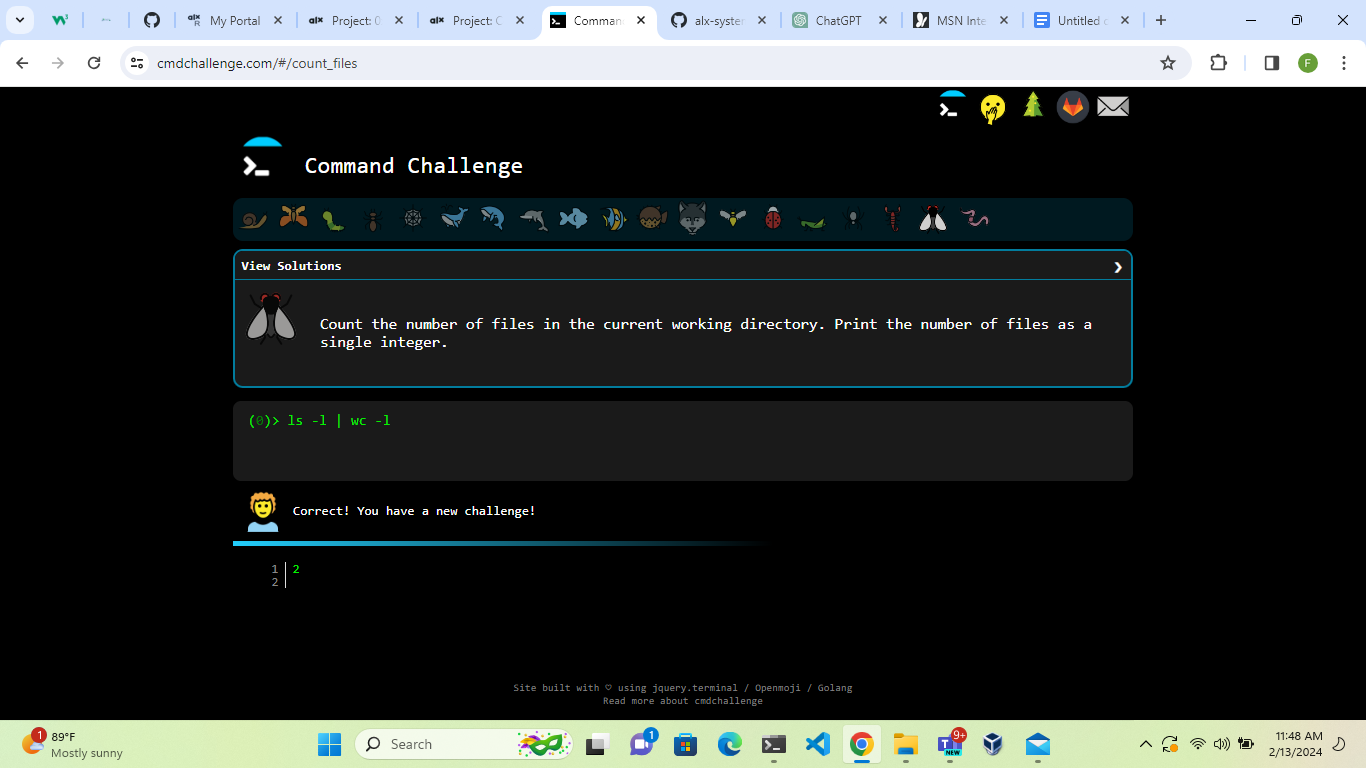 My Portal
Project: 0
Project: C
Comman
alx-syster
ChatGPT
MSN Inte
Untitled
cmdchallenge.com/#/count_files
F
Command Challenge
View Solutions
Count the number of files in the current working directory. Print the number of files as a
single integer.
(0)> ls -l | wc -l
Correct! You have a new challenge!
1 2
2
Site built with ♡ using jquery.terminal / Openmoji / Golang
Read more about cmdchallenge
1
89°F
Mostly sunny
Search
1
9+
NEW
11:48 AM
2/13/2024